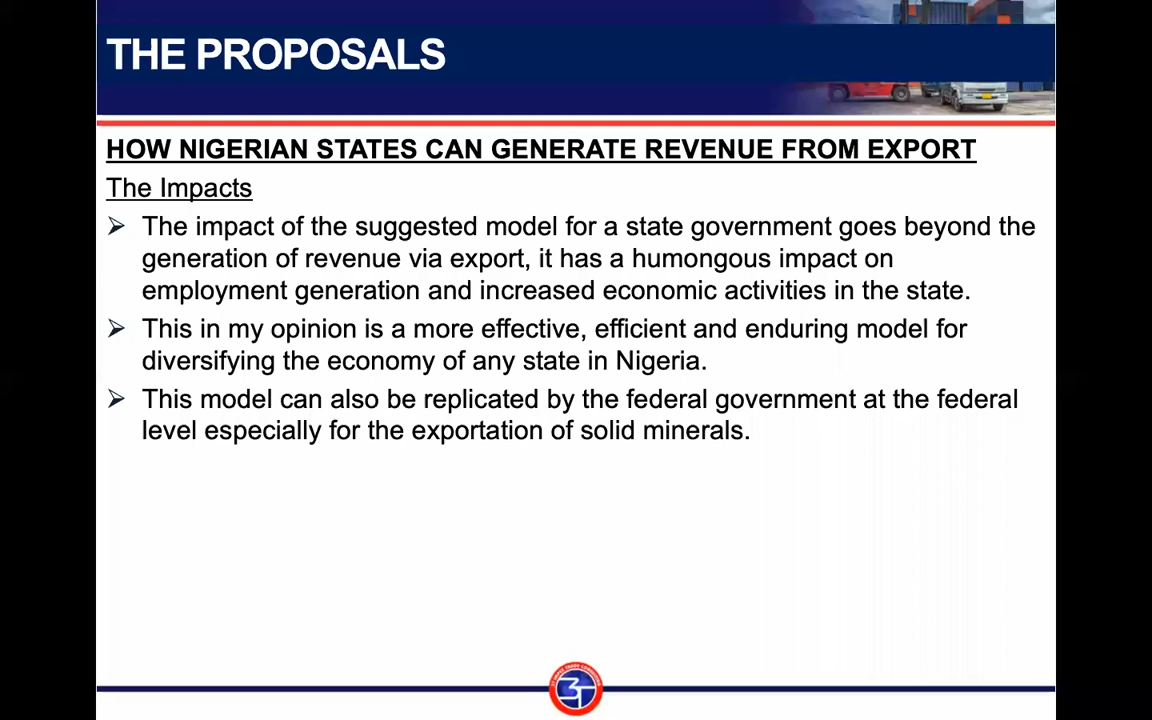 THE PROPOSALS
HOW NIGERIAN STATES CAN GENERATE REVENUE FROM EXPORT
The Impacts
The impact of the suggested model for a state government goes beyond the
generation of revenue via export, it has a humongous impact on
employment generation and increased economic activities in the state.
This in my opinion is a more effective, efficient and enduring model for
diversifying the economy of any state in Nigeria.
This model can also be replicated by the federal government at the federal
level especially for the exportation of solid minerals.
3T